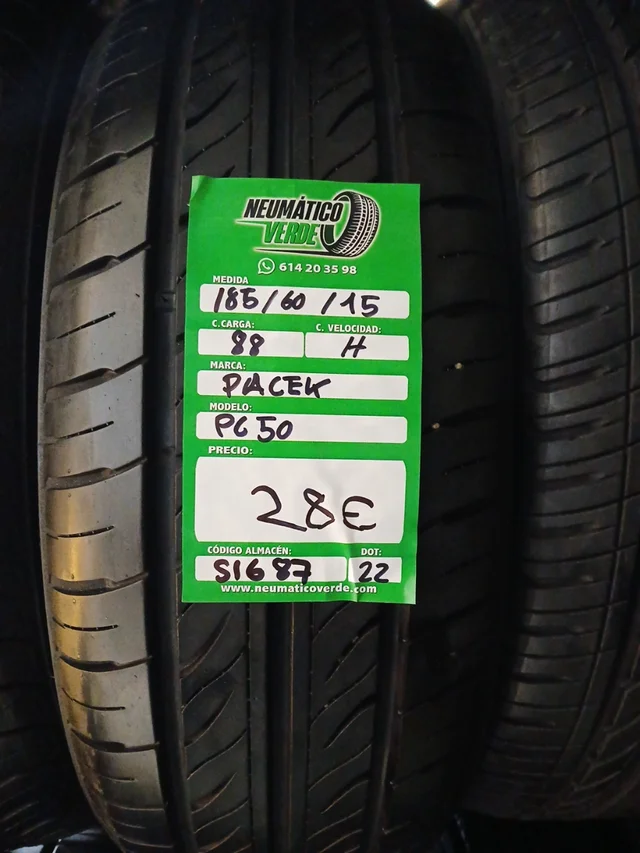 NEUMÁTICO
VERDE
614 20 35 98
MEDIDA
185/60/15
C.CARGA: C. VELOCIDAD:
88 H
MARCA:
PACEK
MODELO:
PC50
PRECIO:
28€
CÓDIGO ALMACÉN: DOT:
S1687 22
www.neumaticoverde.com